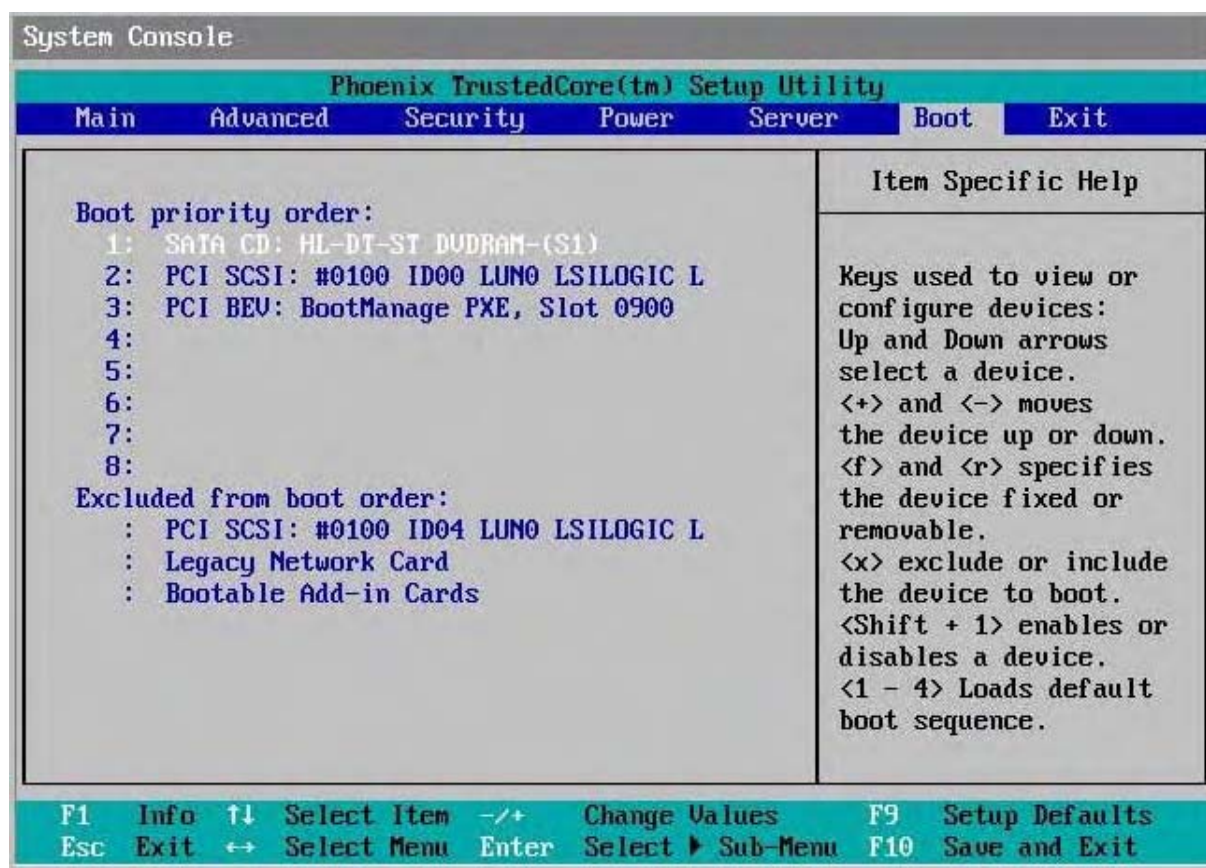 System Console
Phoenix TrustedCore(tm) Setup Utility
Main Advanced Security Power Server Boot Exit
Boot priority order:
1: SATA CD: HL-DT-ST DVDRAM-(S1)
2: PCI SCSI: #0100 ID00 LUN0 LSILOGIC L
3: PCI BEV: BootManage PXE, Slot 0900
4:
5:
6:
7:
8:
Excluded from boot order:
: PCI SCSI: #0100 ID04 LUN0 LSILOGIC L
: Legacy Network Card
: Bootable Add-in Cards
Item Specific Help
Keys used to view or
configure devices:
Up and Down arrows
select a device.
<+> and <-> moves
the device up or down.
<f> and <r> specifies
the device fixed or
removable.
<x> exclude or include
the device to boot.
<Shift + 1> enables or
disables a device.
<1 - 4> Loads default
boot sequence.
F1 Info ↑↓ Select Item -/+ Change Values F9 Setup Defaults
Esc Exit ↔ Select Menu Enter Select ▶ Sub-Menu F10 Save and Exit